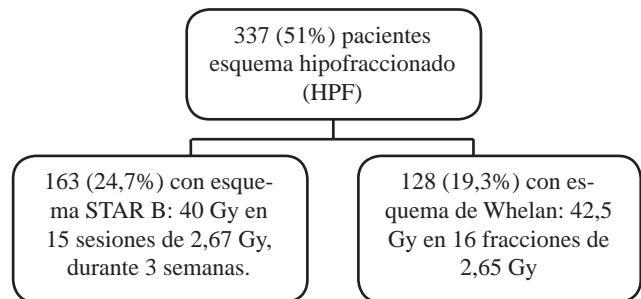 337 (51%) pacientes
esquema hipofraccionado
(HPF)
163 (24,7%) con esque-
ma STAR B: 40 Gy en
15 sesiones de 2,67 Gy,
durante 3 semanas.
128 (19,3%) con es-
quema de Whelan: 42,5
Gy en 16 fracciones de
2,65 Gy